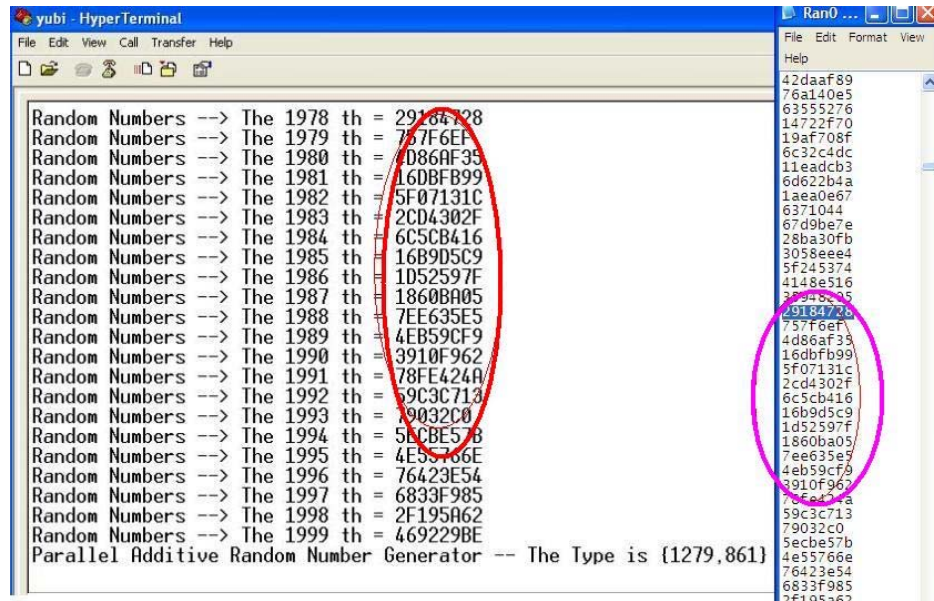 yubi - HyperTerminal
File Edit View Call Transfer Help
Random Numbers --> The 1978 th = 29184728
Random Numbers --> The 1979 th = 757F6EF
Random Numbers --> The 1980 th = 4D86AF35
Random Numbers --> The 1981 th = 16DBFB99
Random Numbers --> The 1982 th = 5F07131C
Random Numbers --> The 1983 th = 2CD4302F
Random Numbers --> The 1984 th = 6C5CB416
Random Numbers --> The 1985 th = 16B9D5C9
Random Numbers --> The 1986 th = 1D52597F
Random Numbers --> The 1987 th = 1860BA05
Random Numbers --> The 1988 th = 7EE635E5
Random Numbers --> The 1989 th = 4EB59CF9
Random Numbers --> The 1990 th = 3910F962
Random Numbers --> The 1991 th = 78FE424A
Random Numbers --> The 1992 th = 59C3C713
Random Numbers --> The 1993 th = 79032C0
Random Numbers --> The 1994 th = 5ECBE57B
Random Numbers --> The 1995 th = 4E55766E
Random Numbers --> The 1996 th = 76423E54
Random Numbers --> The 1997 th = 6833F985
Random Numbers --> The 1998 th = 2F195A62
Random Numbers --> The 1999 th = 469229BE
Parallel Additive Random Number Generator -- The Type is {1279,861}
Ran0 ...
File Edit Format View
Help
42daaf89
76a140e5
63555276
14722f70
19af708f
6c32c4dc
11eadcb3
6d622b4a
1aea0e67
6371044
67d9be7e
28ba30fb
3058eee4
5f245374
4148e516
29184728
757f6ef
4d86af35
16dbfb99
5f07131c
2cd4302f
6c5cb416
16b9d5c9
1d52597f
1860ba05
7ee635e5
4eb59cf9
3910f962
78fe424a
59c3c713
79032c0
5ecbe57b
4e55766e
76423e54
6833f985
2f195a62